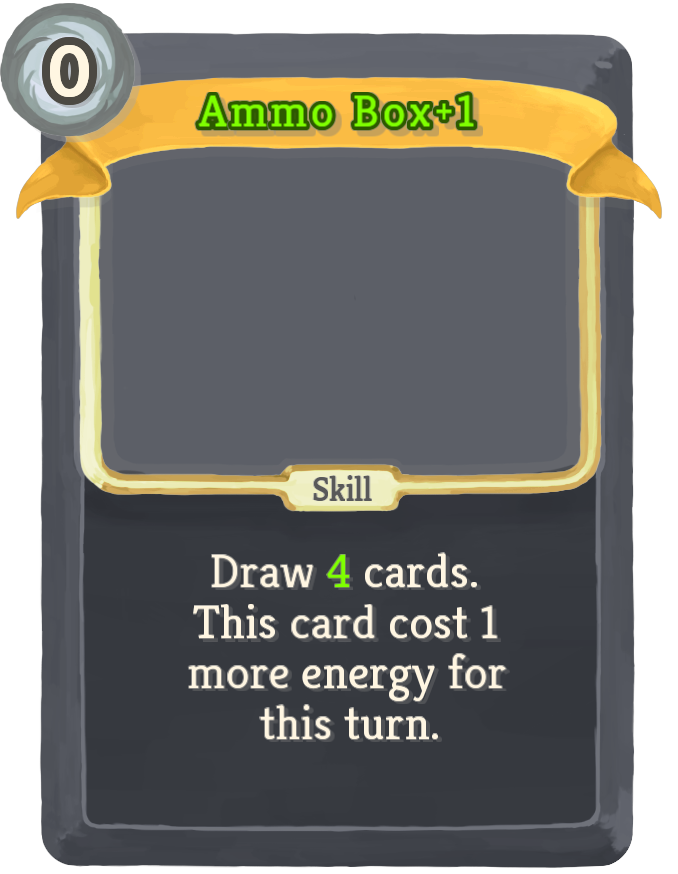 0
Ammo Box+1
Skill
Draw 4 cards.
This card cost 1
more energy for
this turn.